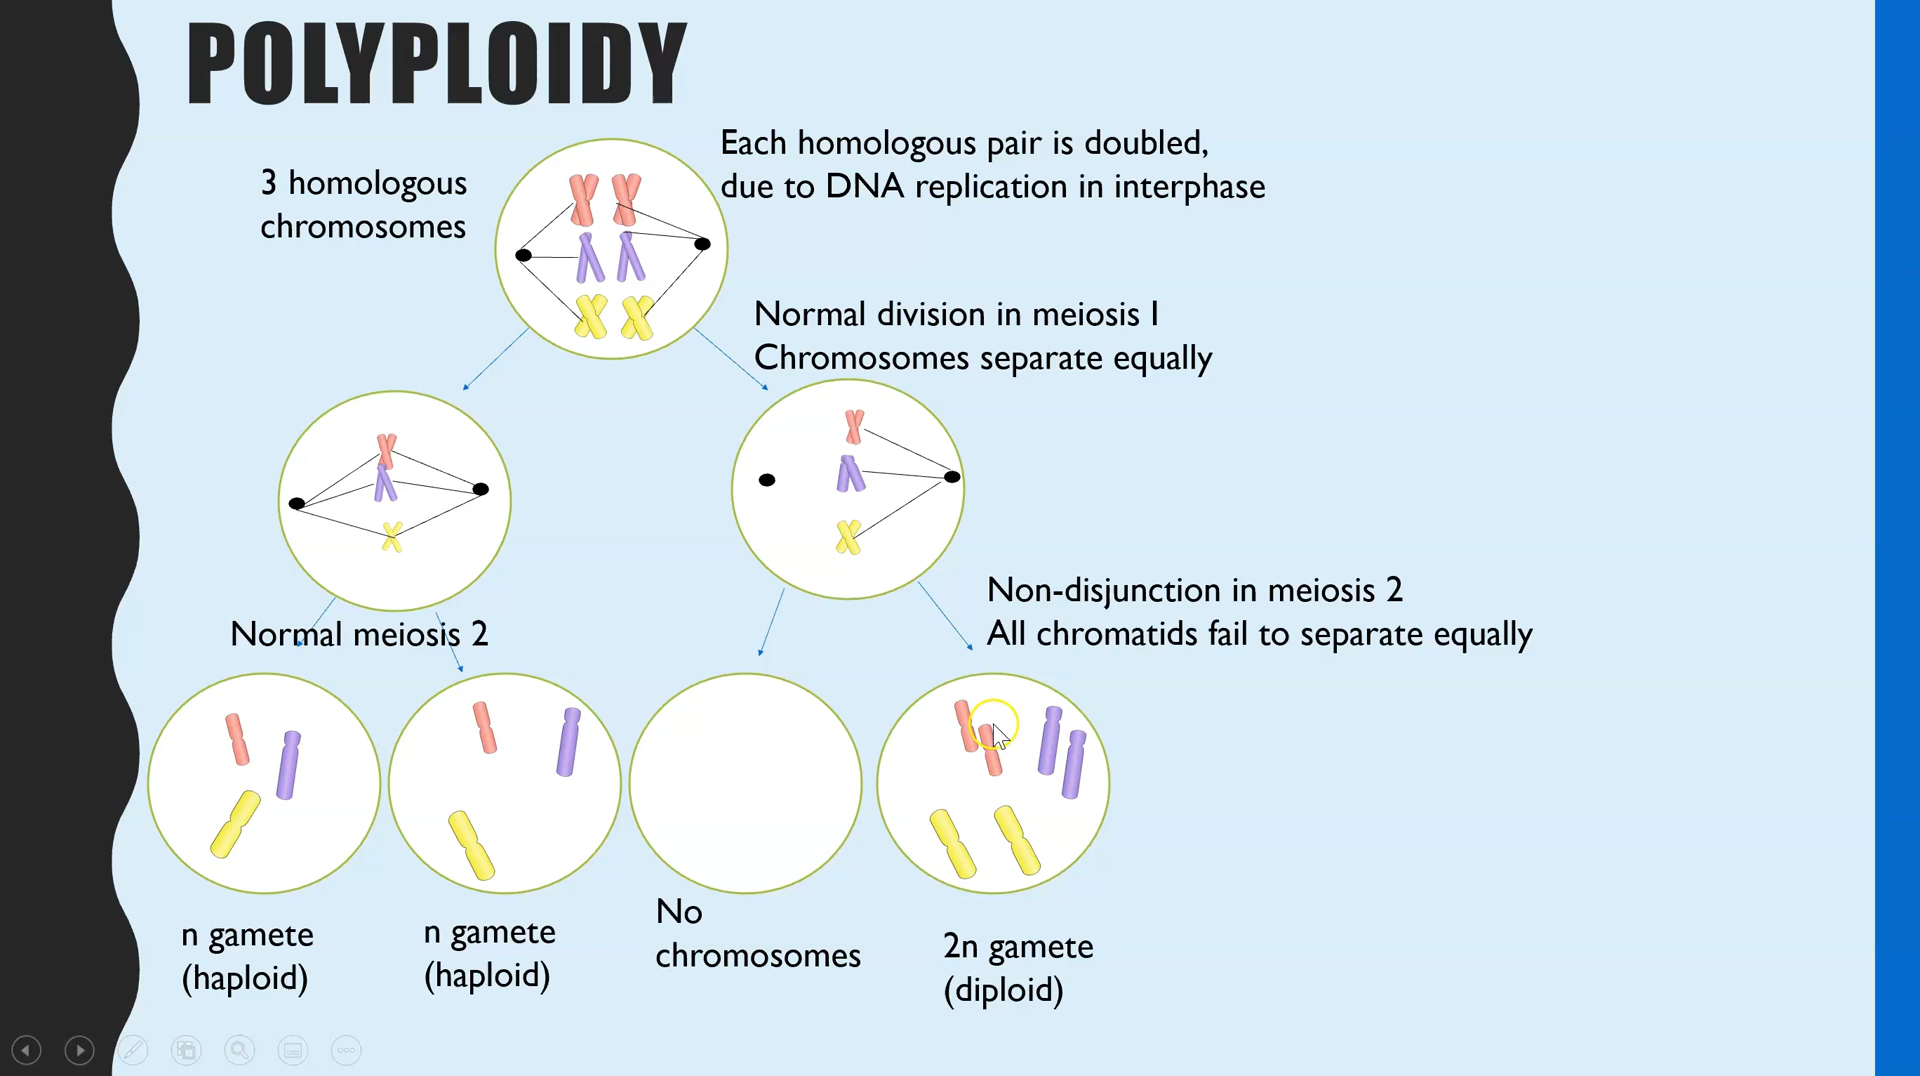 POLYPLOIDY
3 homologous
chromosomes
Each homologous pair is doubled,
due to DNA replication in interphase
Normal division in meiosis I
Chromosomes separate equally
Normal meiosis 2
Non-disjunction in meiosis 2
All chromatids fail to separate equally
n gamete
(haploid)
n gamete
(haploid)
No
chromosomes
2n gamete
(diploid)